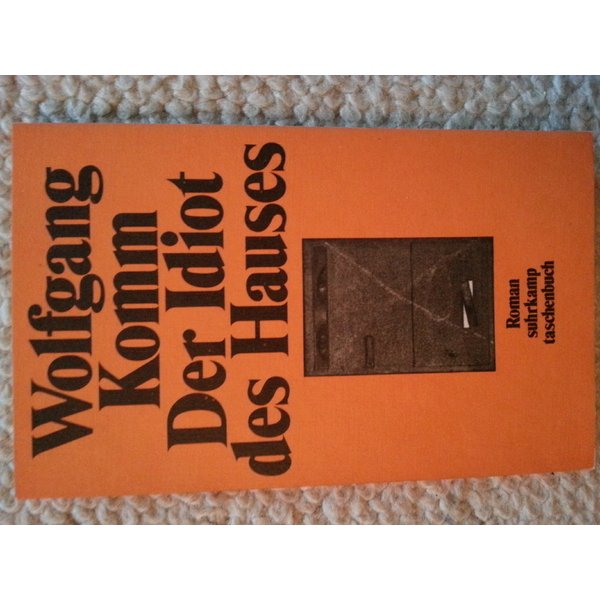 Wolfgang
Komm
Der Idiot
des Hauses
Roman
suhrkamp
taschenbuch